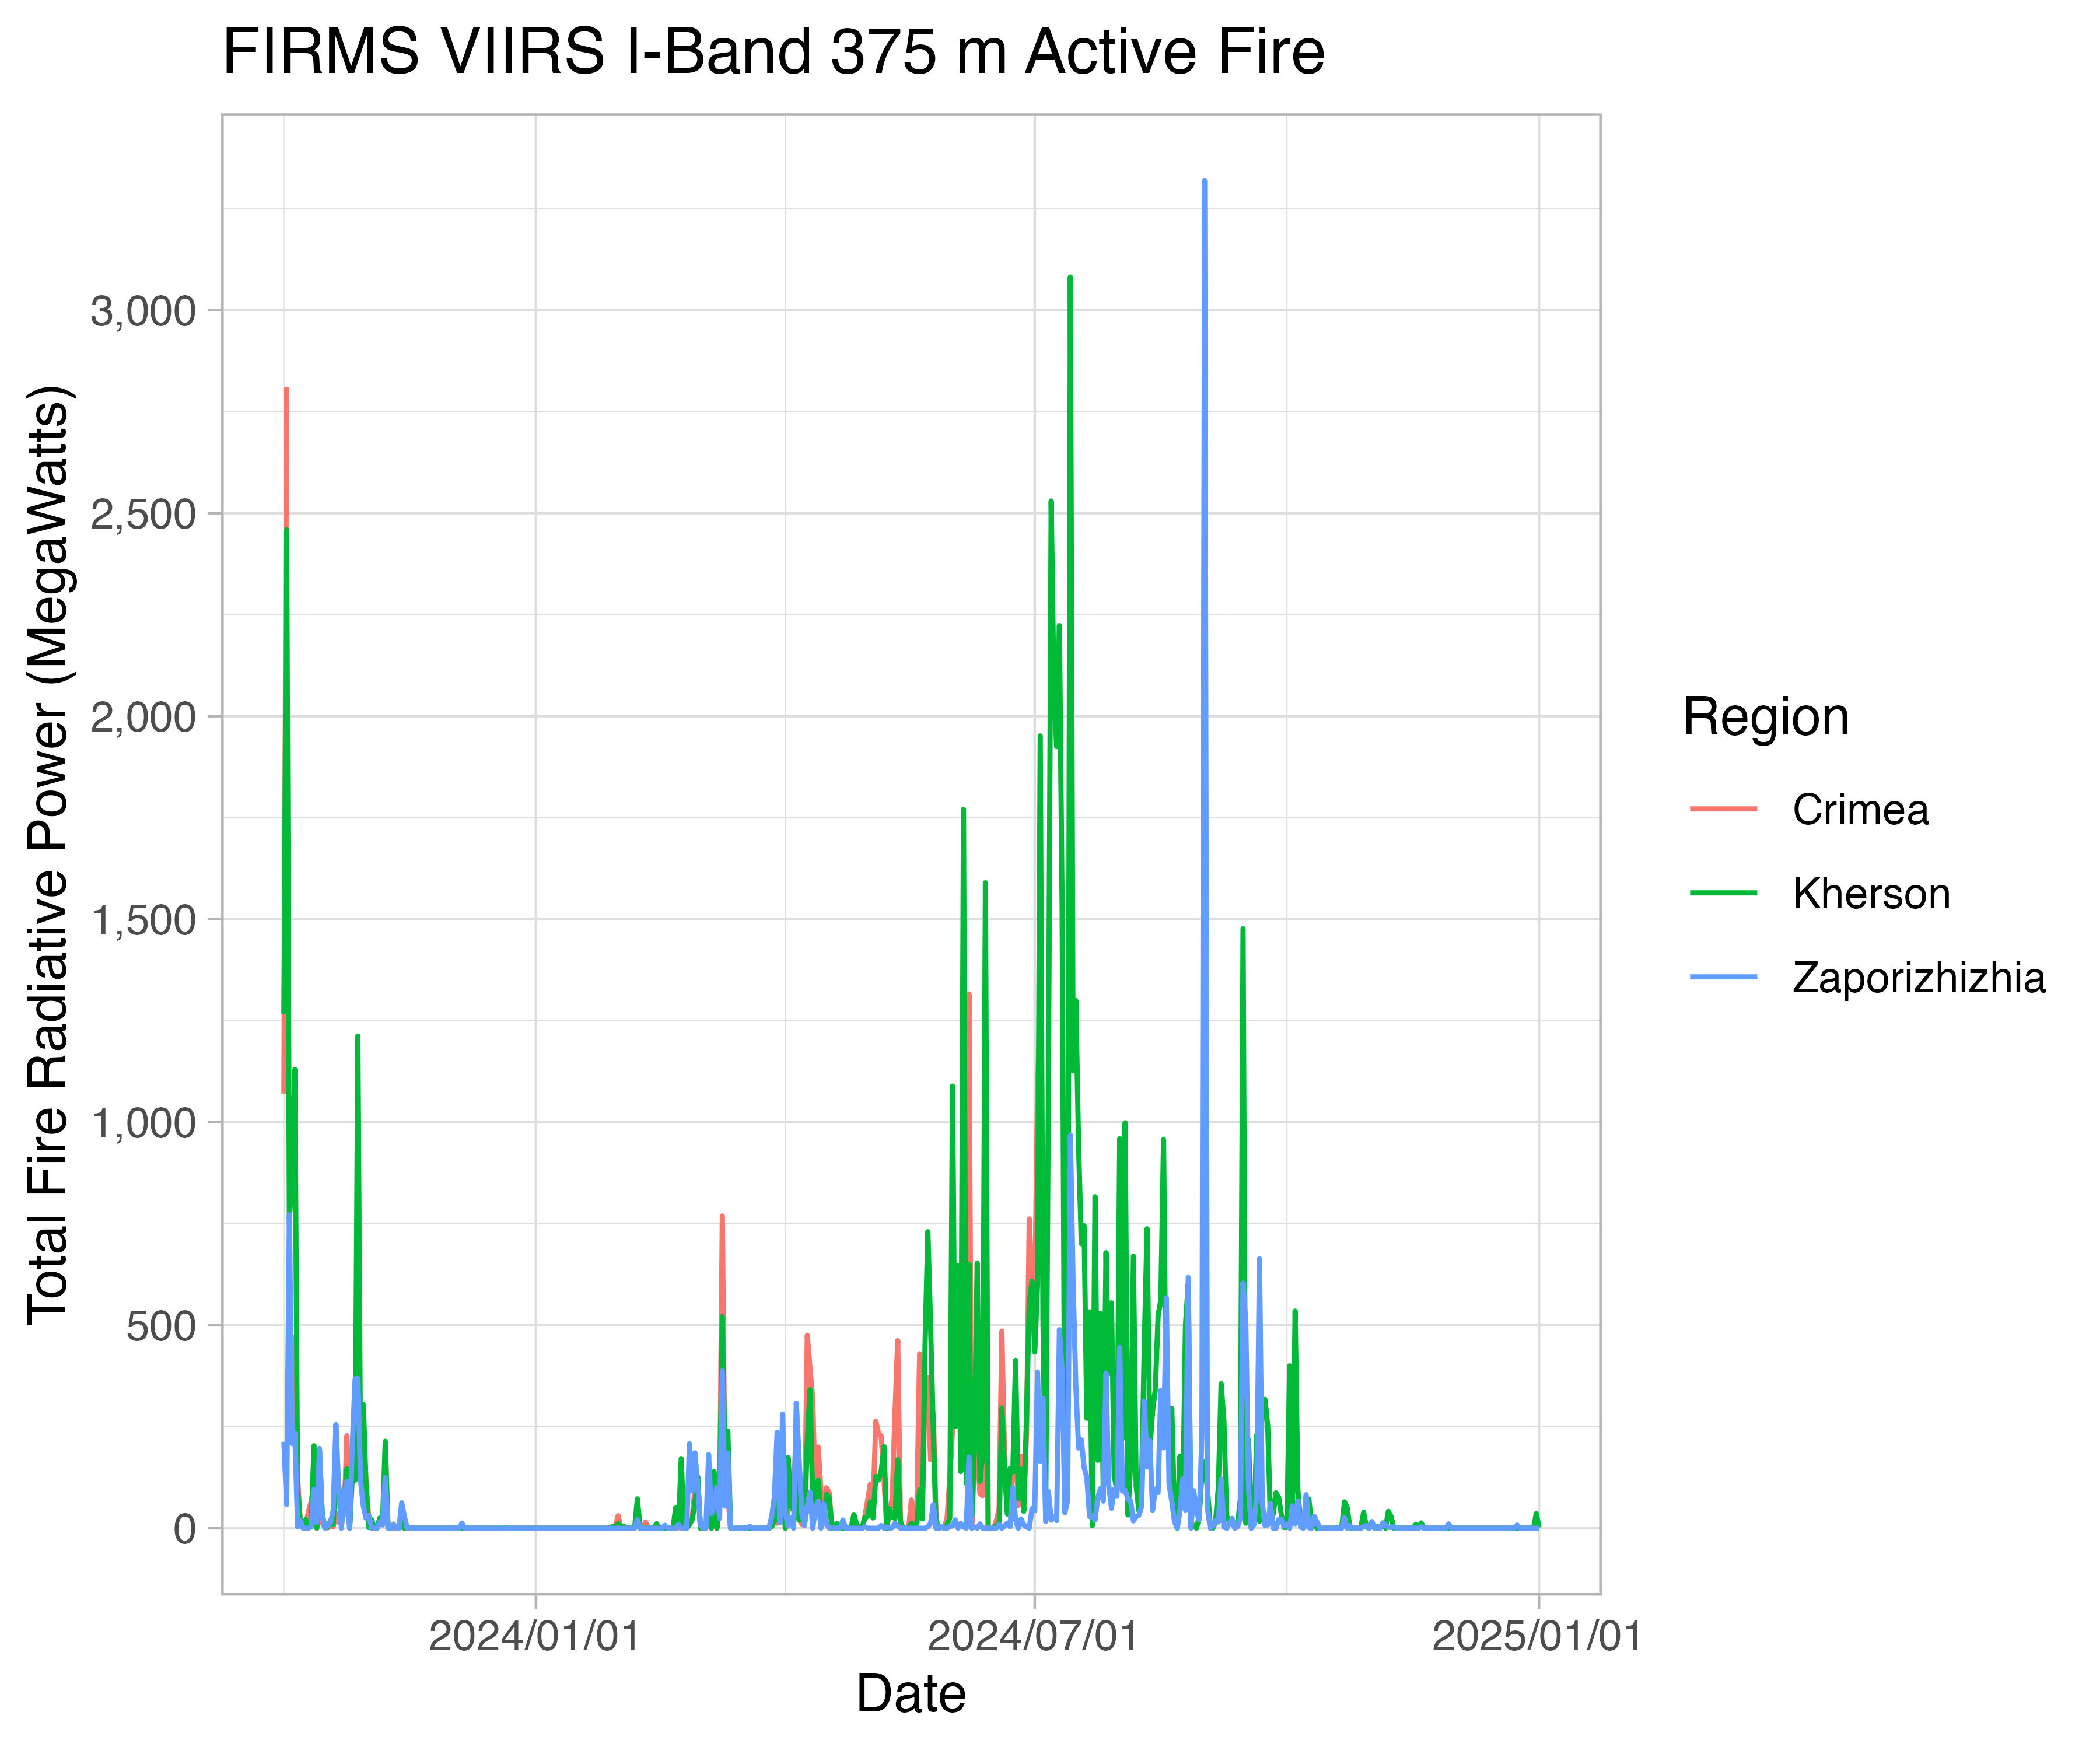 FIRMS VIIRS I-Band 375 m Active Fire
Total Fire Radiative Power (MegaWatts)
3,000
2,500
2,000
1,500
1,000
500
0
2024/01/01
2024/07/01
2025/01/01
Date
Region
Crimea
Kherson
Zaporizhizhia